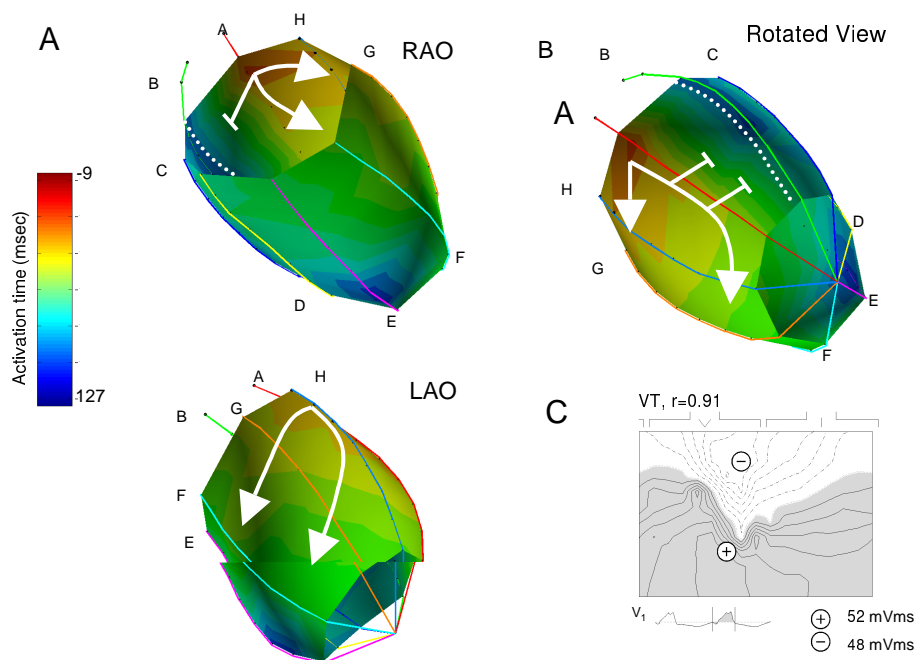 A
RAO
A
H
G
B
C
D
E
F
Activation time (msec)
-9
127
B
Rotated View
B
C
A
H
G
D
E
F
LAO
A
H
G
B
F
E
C
VT, r=0.91
−
+
V1
+ 52 mVms
− 48 mVms